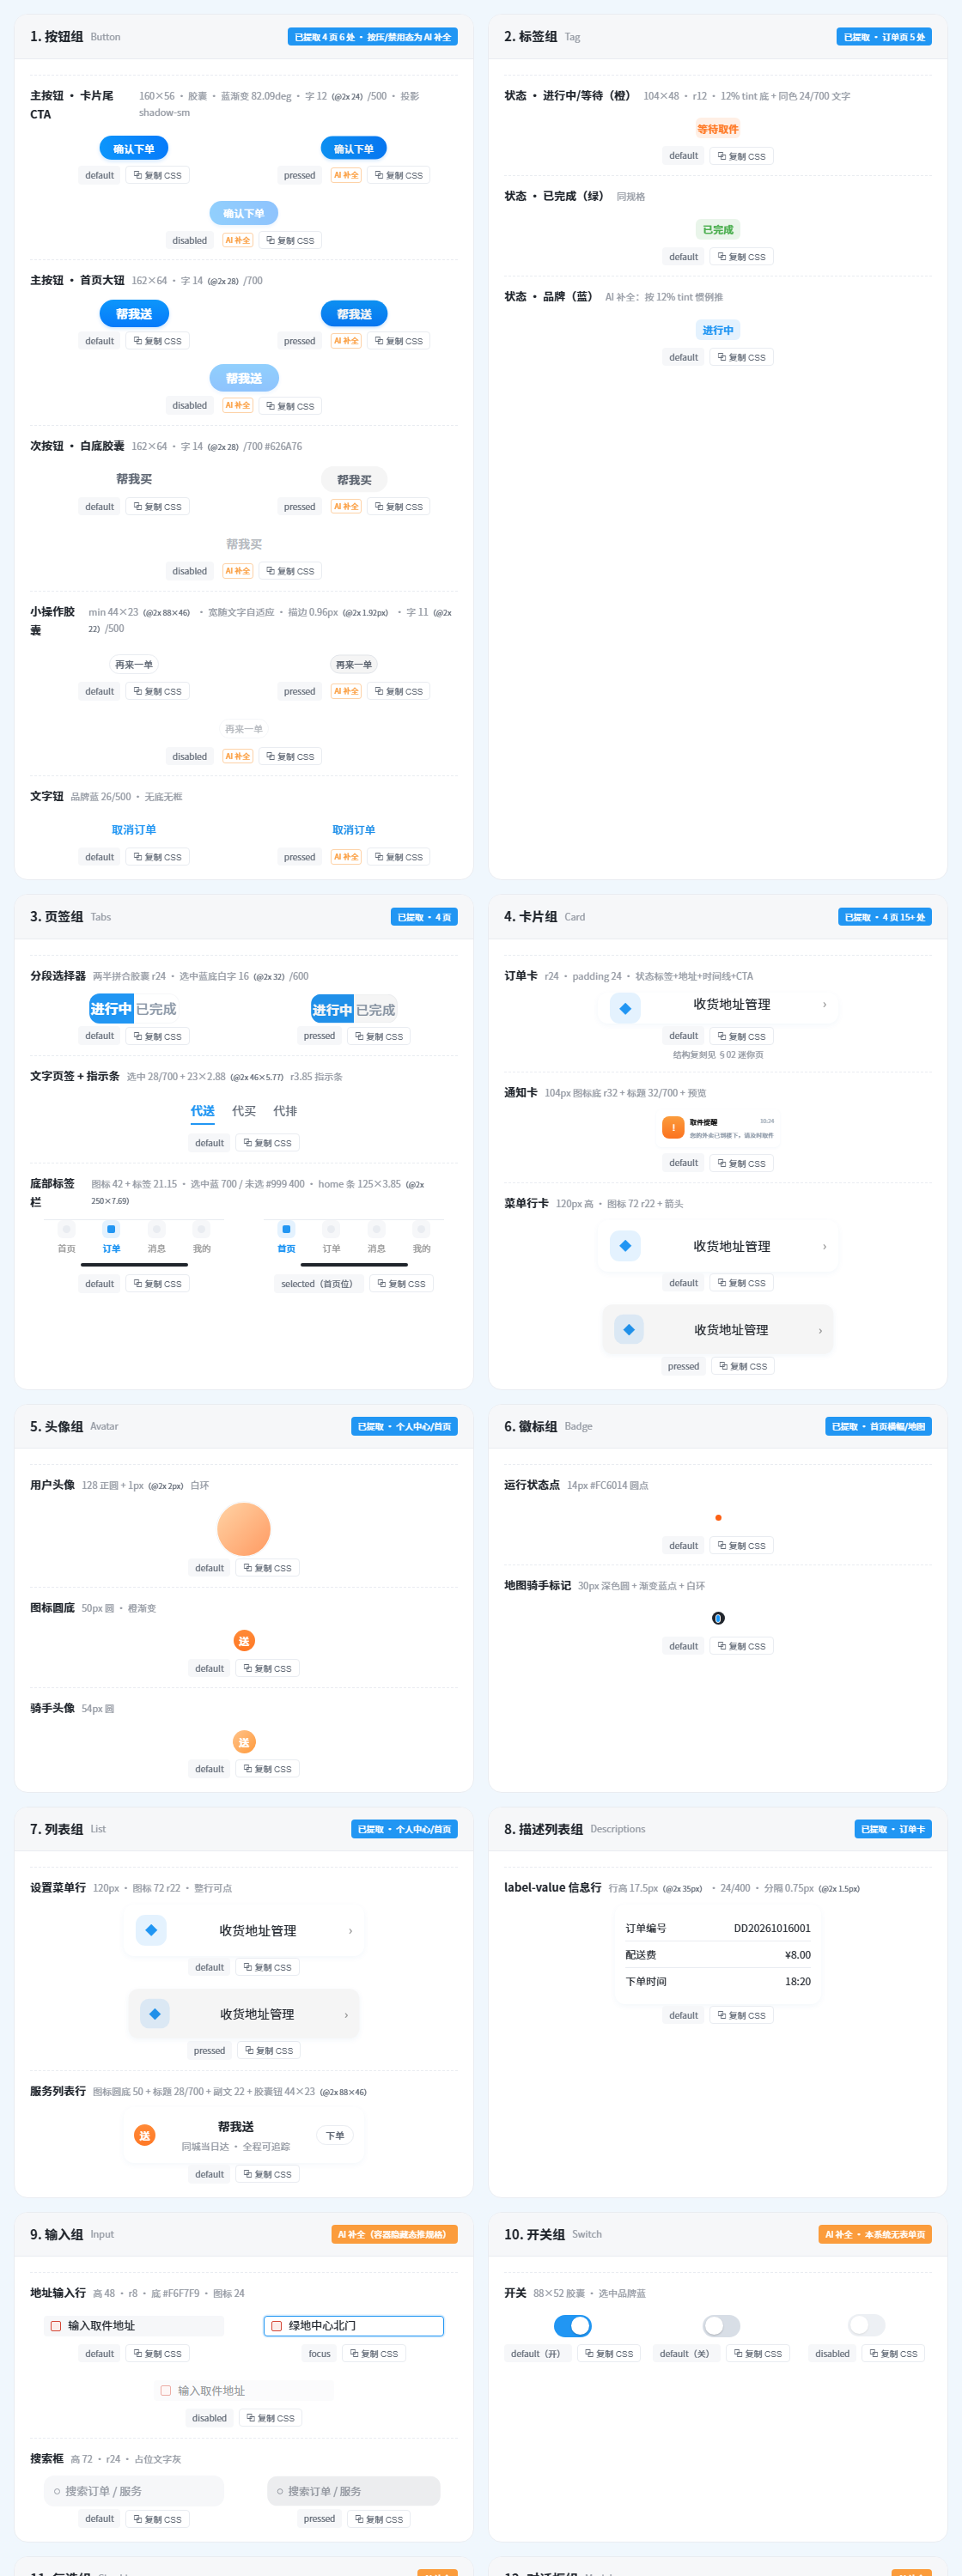 1. 按钮组 Button 已提取 4 页 6 处 · 按压/禁用态为 AI 补全
主按钮 · 卡片尾 CTA 160×56 · 胶囊 · 蓝渐变 82.09deg · 字 12 (@2x 24) /500 · 投影 shadow-sm
确认下单 确认下单
default 复制 CSS pressed AI 补全 复制 CSS
确认下单
disabled AI 补全 复制 CSS
主按钮 · 首页大钮 162×64 · 字 14 (@2x 28) /700
帮我送 帮我送
default 复制 CSS pressed AI 补全 复制 CSS
帮我送
disabled AI 补全 复制 CSS
次按钮 · 白底胶囊 162×64 · 字 14 (@2x 28) /700 #626A76
帮我买 帮我买
default 复制 CSS pressed AI 补全 复制 CSS
帮我买
disabled AI 补全 复制 CSS
小操作胶囊 min 44×23 (@2x 88×46) · 宽随文字自适应 · 描边 0.96px (@2x 1.92px) · 字 11 (@2x 22) /500
再来一单 再来一单
default 复制 CSS pressed AI 补全 复制 CSS
再来一单
disabled AI 补全 复制 CSS
文字钮 品牌蓝 26/500 · 无底无框
取消订单 取消订单
default 复制 CSS pressed AI 补全 复制 CSS
2. 标签组 Tag 已提取 · 订单页 5 处
状态 · 进行中/等待（橙） 104×48 · r12 · 12% tint 底 + 同色 24/700 文字
等待取件
default 复制 CSS
状态 · 已完成（绿） 同规格
已完成
default 复制 CSS
状态 · 品牌（蓝） AI 补全：按 12% tint 惯例推
进行中
default 复制 CSS
3. 页签组 Tabs 已提取 · 4 页
分段选择器 两半拼合胶囊 r24 · 选中蓝底白字 16 (@2x 32) /600
进行中 已完成 进行中 已完成
default 复制 CSS pressed 复制 CSS
文字页签 + 指示条 选中 28/700 + 23×2.88 (@2x 46×5.77) r3.85 指示条
代送 代买 代排
default 复制 CSS
底部标签栏 图标 42 + 标签 21.15 · 选中蓝 700 / 未选 #999 400 · home 条 125×3.85 (@2x 250×7.69)
首页 订单 消息 我的 首页 订单 消息 我的
default 复制 CSS selected（首页位） 复制 CSS
4. 卡片组 Card 已提取 · 4 页 15+ 处
订单卡 r24 · padding 24 · 状态标签+地址+时间线+CTA
收货地址管理 ›
default 复制 CSS
结构复刻见 §02 迷你页
通知卡 104px 图标底 r32 + 标题 32/700 + 预览
! 取件提醒 10:24
default 复制 CSS
菜单行卡 120px 高 · 图标 72 r22 + 箭头
收货地址管理 ›
default 复制 CSS
收货地址管理 ›
pressed 复制 CSS
5. 头像组 Avatar 已提取 · 个人中心/首页
用户头像 128 正圆 + 1px (@2x 2px) 白环
default 复制 CSS
图标圆底 50px 圆 · 橙渐变
送
default 复制 CSS
骑手头像 54px 圆
送
default 复制 CSS
6. 徽标组 Badge 已提取 · 首页横幅/地图
运行状态点 14px #FC6014 圆点
default 复制 CSS
地图骑手标记 30px 深色圆 + 渐变蓝点 + 白环
default 复制 CSS
7. 列表组 List 已提取 · 个人中心/首页
设置菜单行 120px · 图标 72 r22 · 整行可点
收货地址管理 ›
default 复制 CSS
收货地址管理 ›
pressed 复制 CSS
服务列表行 图标圆底 50 + 标题 28/700 + 副文 22 + 胶囊钮 44×23 (@2x 88×46)
送 帮我送 下单
同城当日达 · 全程可追踪
default 复制 CSS
8. 描述列表组 Descriptions 已提取 · 订单卡
label-value 信息行 行高 17.5px (@2x 35px) · 24/400 · 分隔 0.75px (@2x 1.5px)
订单编号 DD20261016001
配送费 ¥8.00
下单时间 18:20
default 复制 CSS
9. 输入组 Input AI 补全（容器隐藏态推规格）
地址输入行 高 48 · r8 · 底 #F6F7F9 · 图标 24
输入取件地址 绿地中心北门
default 复制 CSS focus 复制 CSS
输入取件地址
disabled 复制 CSS
搜索框 高 72 · r24 · 占位文字灰
搜索订单 / 服务 搜索订单 / 服务
default 复制 CSS pressed 复制 CSS
10. 开关组 Switch AI 补全 · 本系统无表单页
开关 88×52 胶囊 · 选中品牌蓝
default（开） 复制 CSS default（关） 复制 CSS disabled 复制 CSS